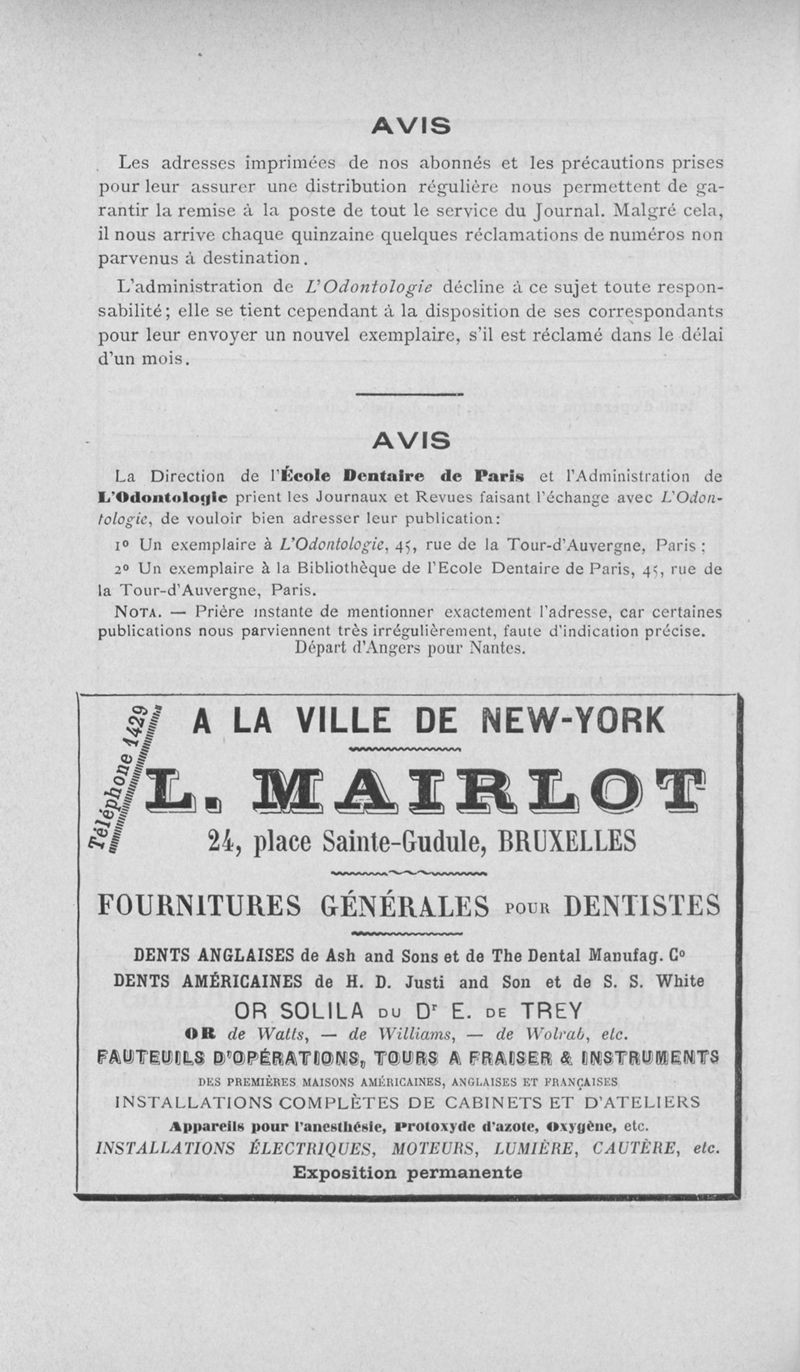 AVIS
Les adresses imprimées de nos abonnés et les précautions prises
pour leur assurer une distribution régulière nous permettent de ga-
rantir la remise à la poste de tout le service du Journal. Malgré cela,
il nous arrive chaque quinzaine quelques réclamations de numéros non
parvenus à destination.
L'administration de L'Odontologie décline à ce sujet toute respon-
sabilité; elle se tient cependant à la disposition de ses correspondants
pour leur envoyer un nouvel exemplaire, s'il est réclamé dans le délai
d'un mois.
AVIS
La Direction de l'École Dentaire de Paris et l'Administration de
L'Odontologie prient les Journaux et Revues faisant l'échange avec L'Odon-
tologie, de vouloir bien adresser leur publication:
1º Un exemplaire à L'Odontologie, 45, rue de la Tour-d'Auvergne, Paris;
2º Un exemplaire à la Bibliothèque de l'Ecole Dentaire de Paris, 45, rue de
la Tour-d'Auvergne, Paris.
NOTA. — Prière instante de mentionner exactement l'adresse, car certaines
publications nous parviennent très irrégulièrement, faute d'indication précise.
Départ d'Angers pour Nantes.
Téléphone 1429
A LA VILLE DE NEW-YORK
L. MAIRLOT
24, place Sainte-Gudule, BRUXELLES
FOURNITURES GÉNÉRALES POUR DENTISTES
DENTS ANGLAISES de Ash and Sons et de The Dental Manufag. Cº
DENTS AMÉRICAINES de H. D. Justi and Son et de S. S. White
OR SOLILA DU Dr E. DE TREY
OR de Watts, — de Williams, — de Wolrab, etc.
FAUTEUILS D'OPÉRATIONS, TOURS A FRAISER & INSTRUMENTS
DES PREMIÈRES MAISONS AMÉRICAINES, ANGLAISES ET FRANÇAISES
INSTALLATIONS COMPLÈTES DE CABINETS ET D'ATELIERS
Appareils pour l'anesthésie, Protoxyde d'azote, Oxygène, etc.
INSTALLATIONS ÉLECTRIQUES, MOTEURS, LUMIÈRE, CAUTÈRE, etc.
Exposition permanente